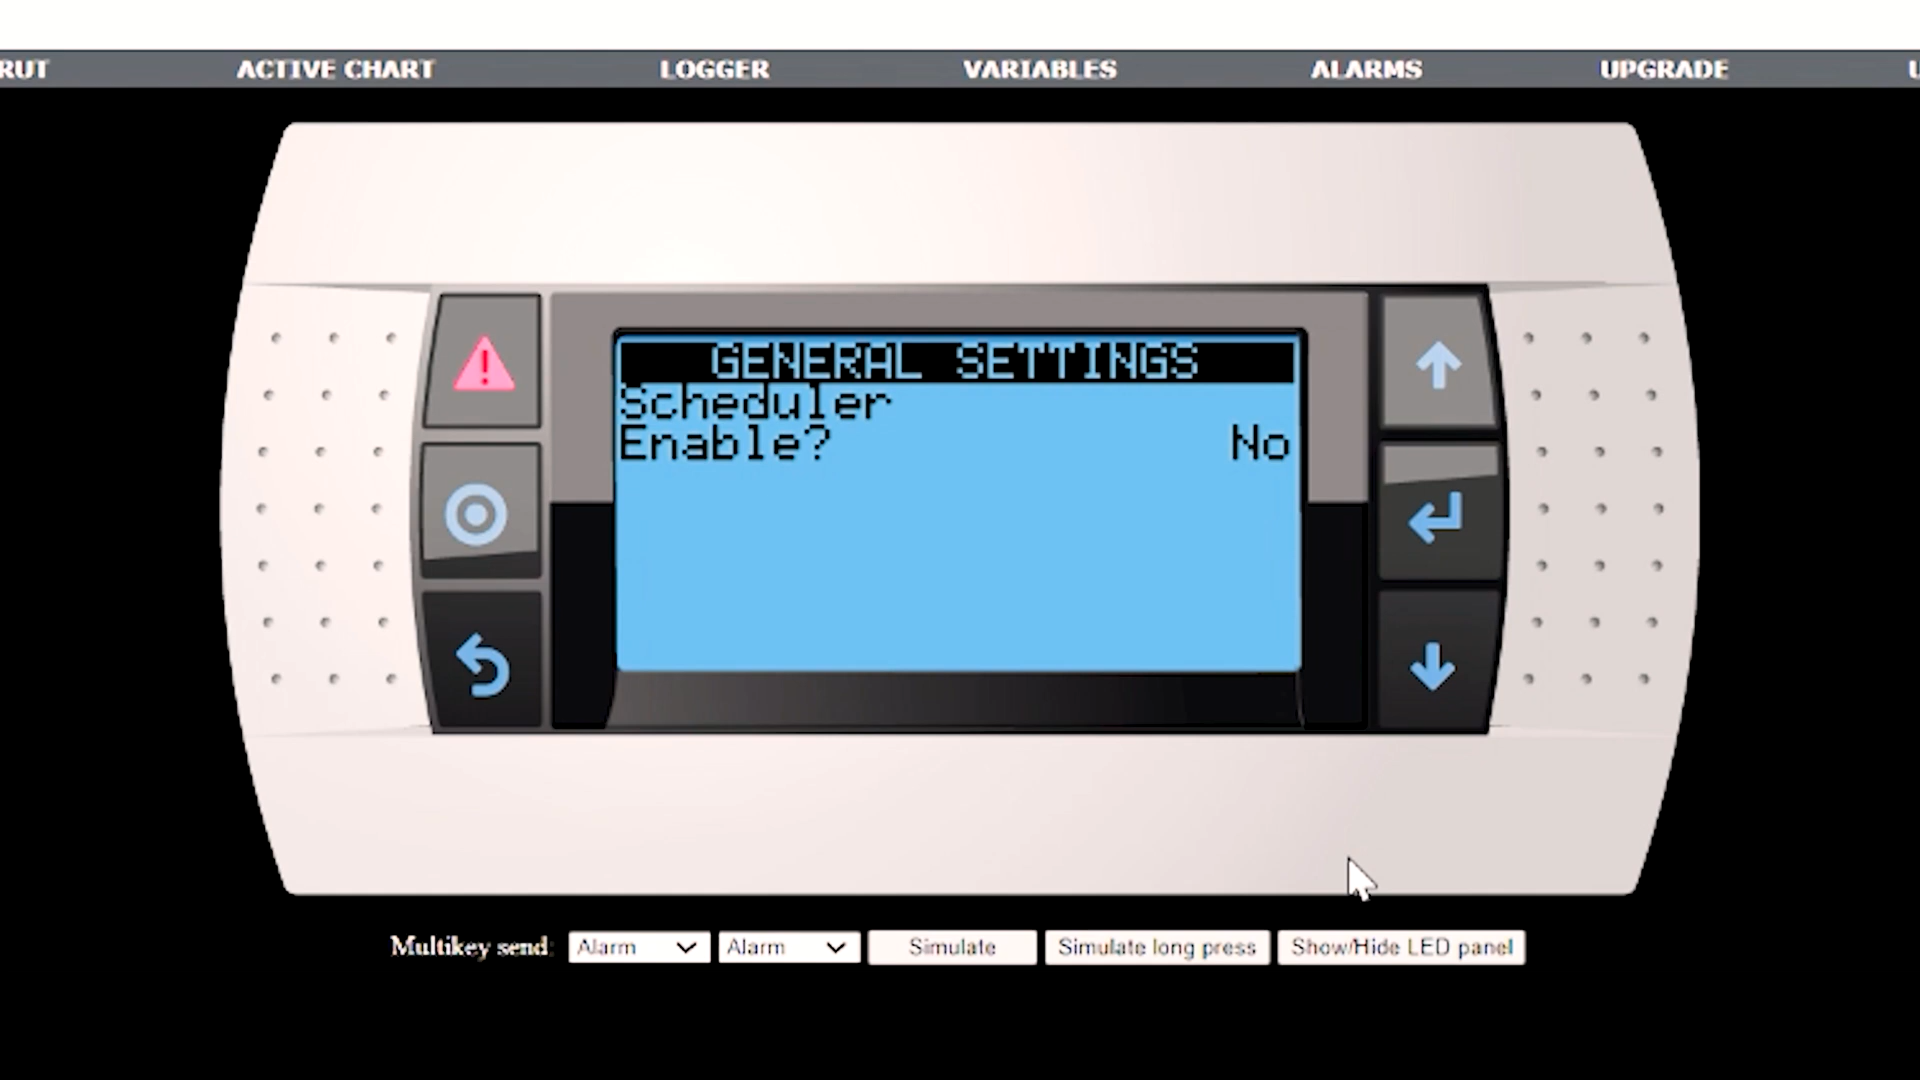 RUT ACTIVE CHART LOGGER VARIABLES ALARMS UPGRADE
GENERAL SETTINGS
Scheduler
Enable? No
Multikey send: Alarm Alarm Simulate Simulate long press Show/Hide LED panel